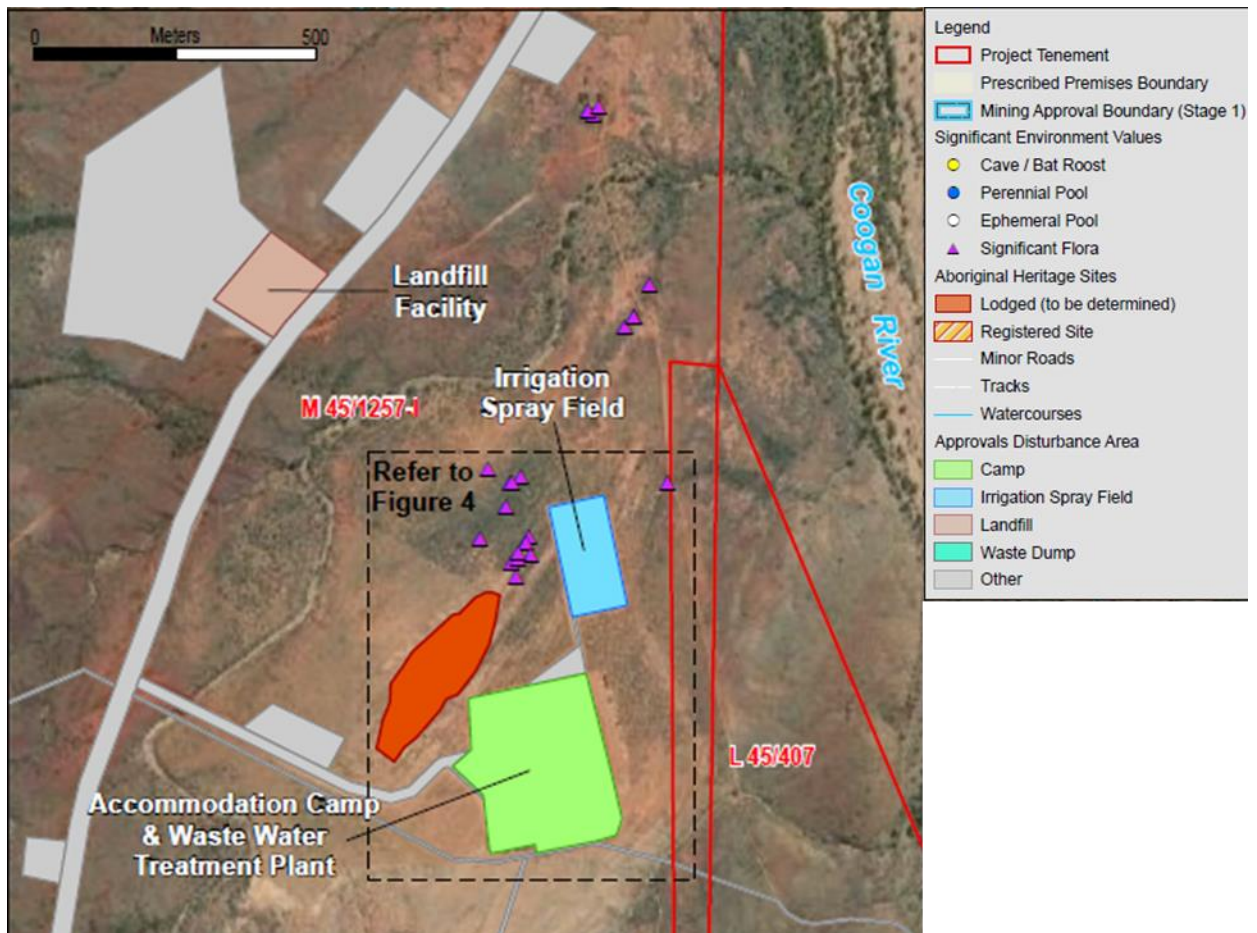 0 Meters 500
Landfill
Facility
Coogan River
Irrigation
Spray Field
M 45/1257-I
Refer to
Figure 4
L 45/407
Accommodation Camp
& Waste Water
Treatment Plant
Legend
Project Tenement
Prescribed Premises Boundary
Mining Approval Boundary (Stage 1)
Significant Environment Values
Cave / Bat Roost
Perennial Pool
Ephemeral Pool
Significant Flora
Aboriginal Heritage Sites
Lodged (to be determined)
Registered Site
Minor Roads
Tracks
Watercourses
Approvals Disturbance Area
Camp
Irrigation Spray Field
Landfill
Waste Dump
Other